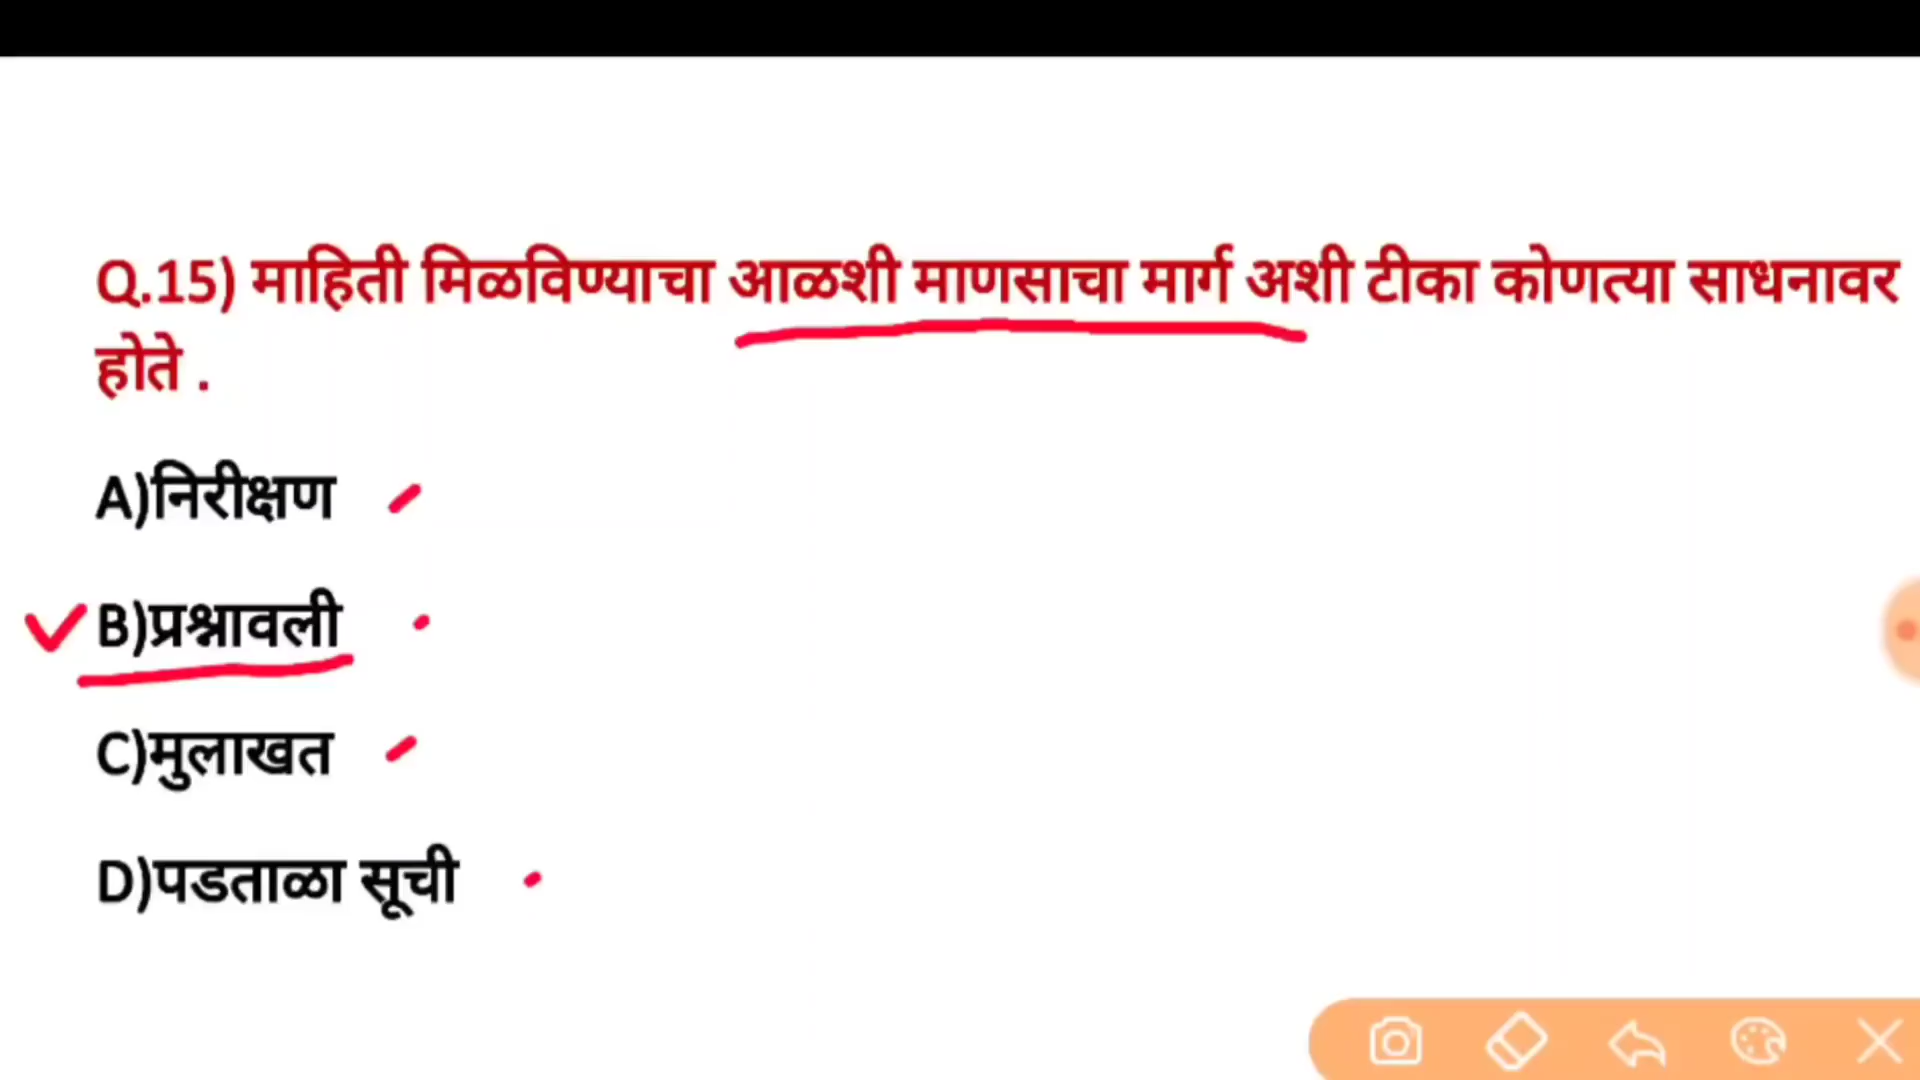 Q.15) माहिती मिळविण्याचा आळशी माणसाचा मार्ग अशी टीका कोणत्या साधनावर
होते .
A)निरीक्षण
B)प्रश्नावली
C)मुलाखत
D)पडताळा सूची